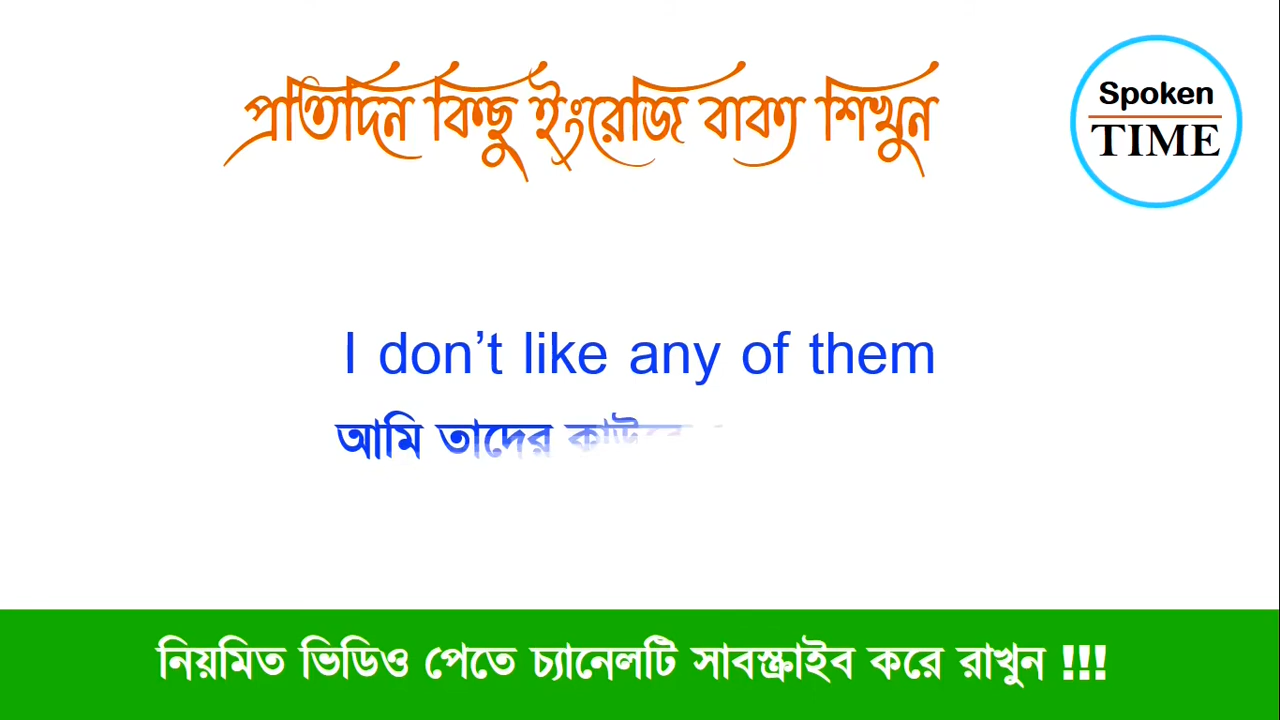 প্রতিদিন কিছু ইংরেজি বাক্য শিখুন
Spoken
TIME
I don’t like any of them
আমি তাদের
নিয়মিত ভিডিও পেতে চ্যানেলটি সাবস্ক্রাইব করে রাখুন !!!